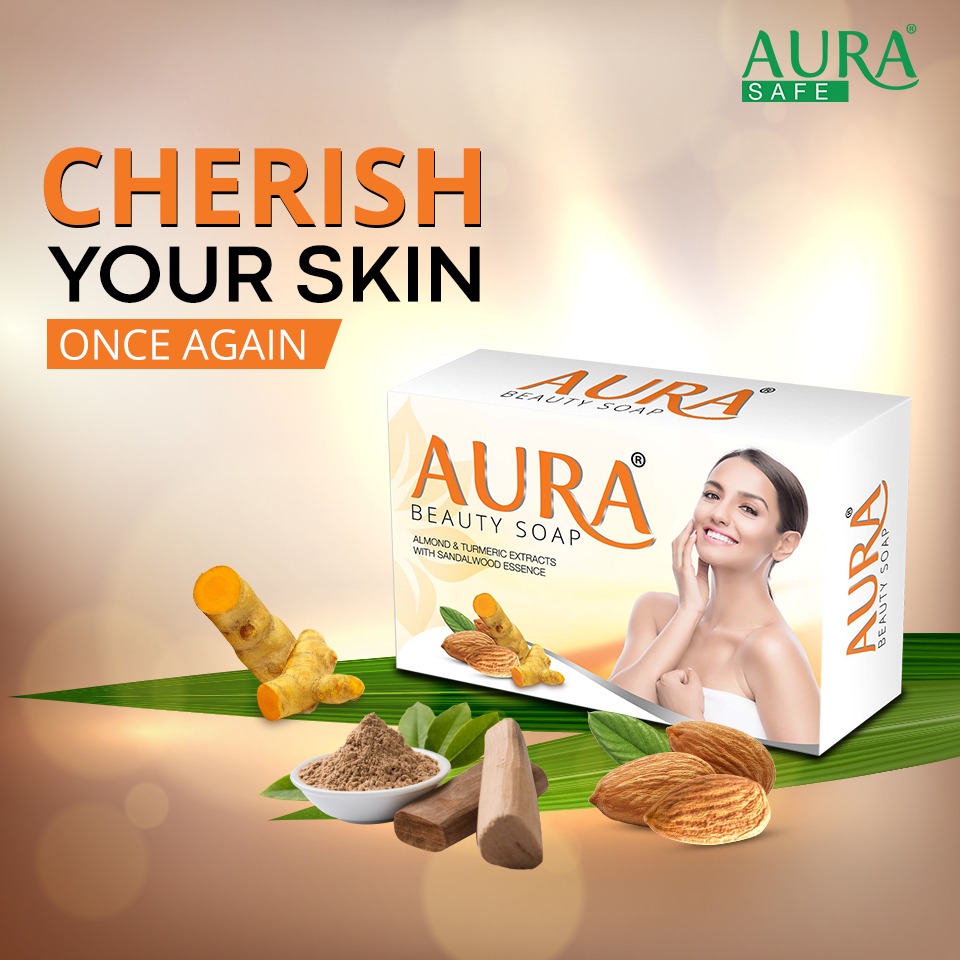 AURA®
SAFE
CHERISH
YOUR SKIN
ONCE AGAIN
AURA®
BEAUTY SOAP
AURA®
BEAUTY SOAP
ALMOND & TURMERIC EXTRACTS
WITH SANDALWOOD ESSENCE
AURA®
BEAUTY SOAP